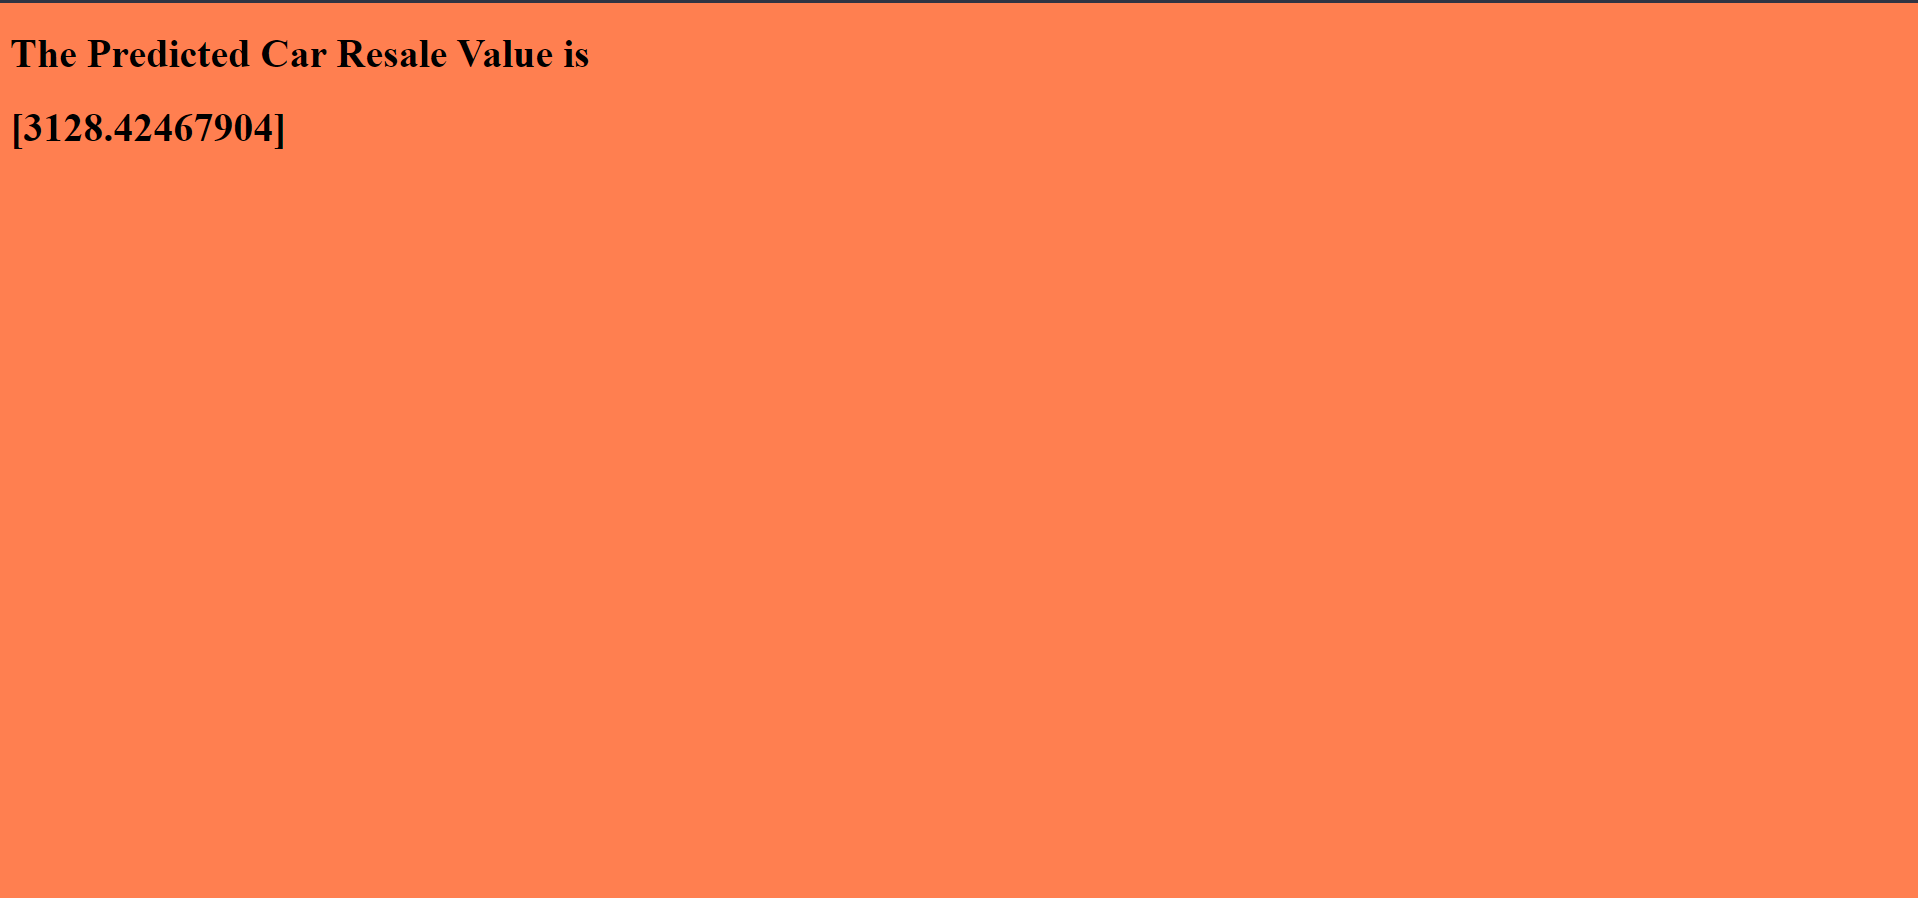 The Predicted Car Resale Value is
[3128.42467904]